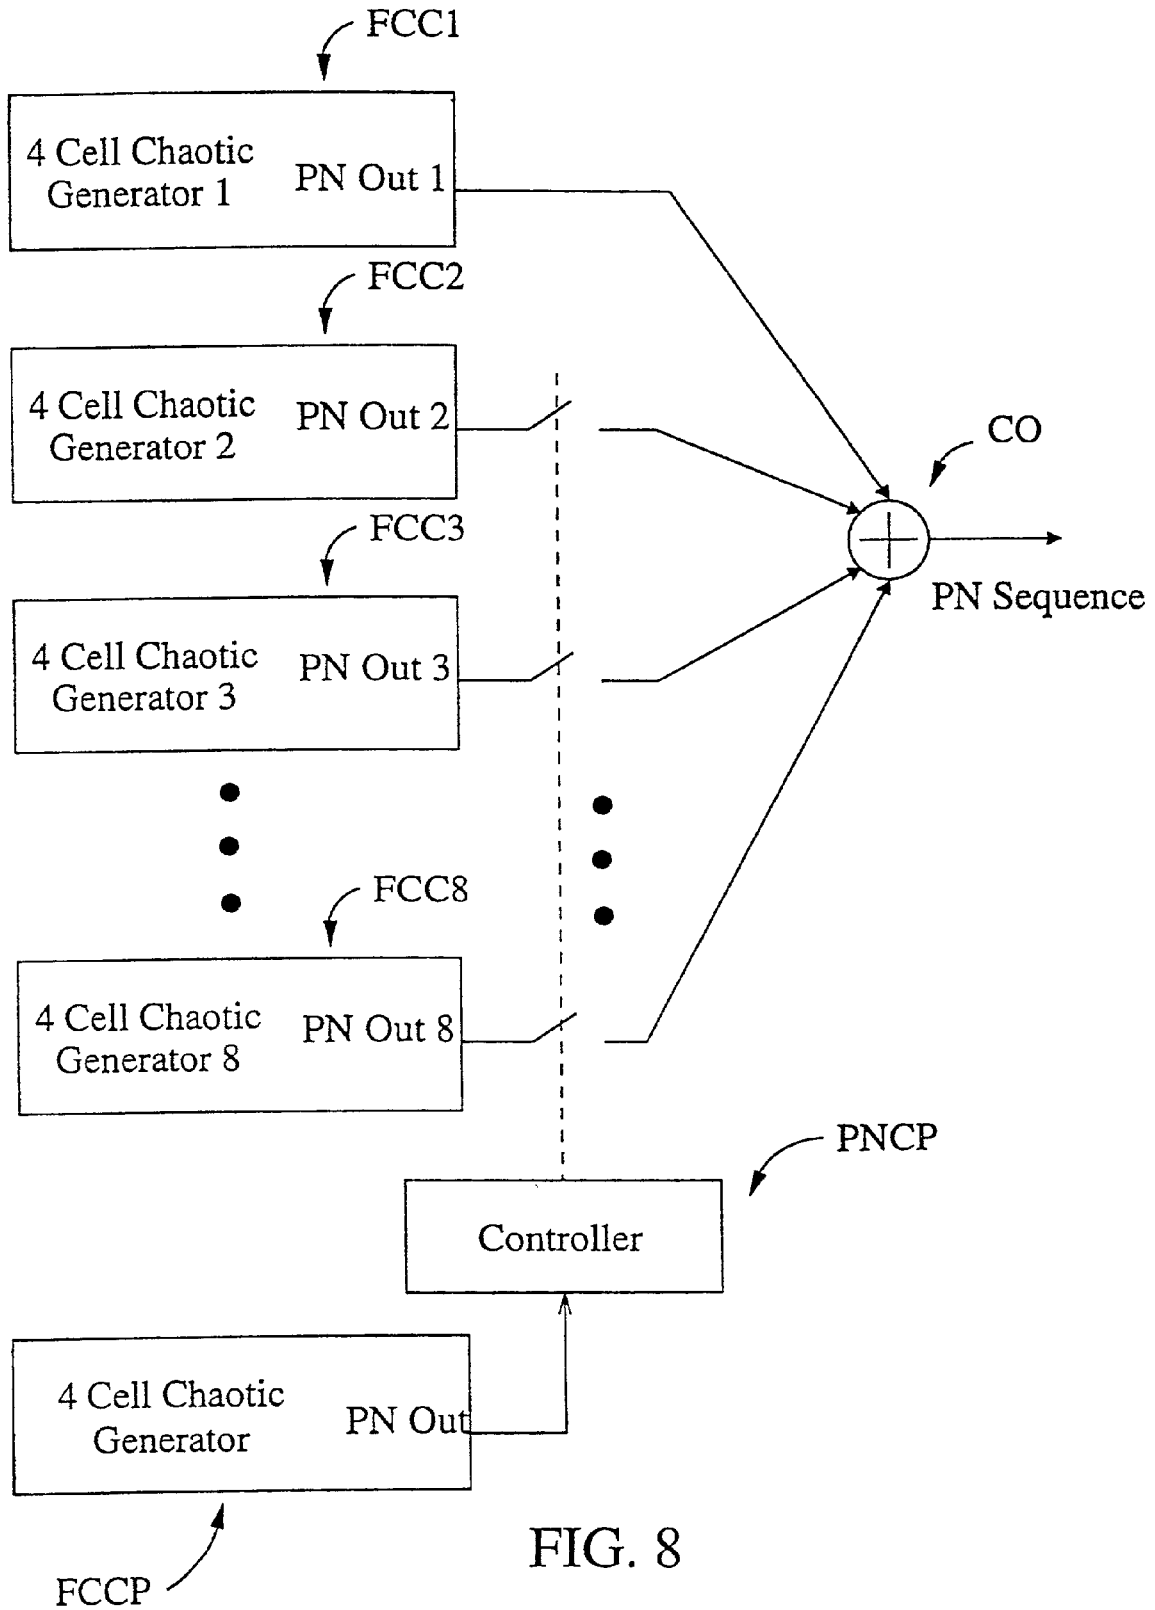 FCC1
4 Cell Chaotic
Generator 1
PN Out 1
FCC2
4 Cell Chaotic
Generator 2
PN Out 2
CO
FCC3
PN Sequence
4 Cell Chaotic
Generator 3
PN Out 3
FCC8
4 Cell Chaotic
Generator 8
PN Out 8
PNCP
Controller
4 Cell Chaotic
Generator
PN Out
FIG. 8
FCCP